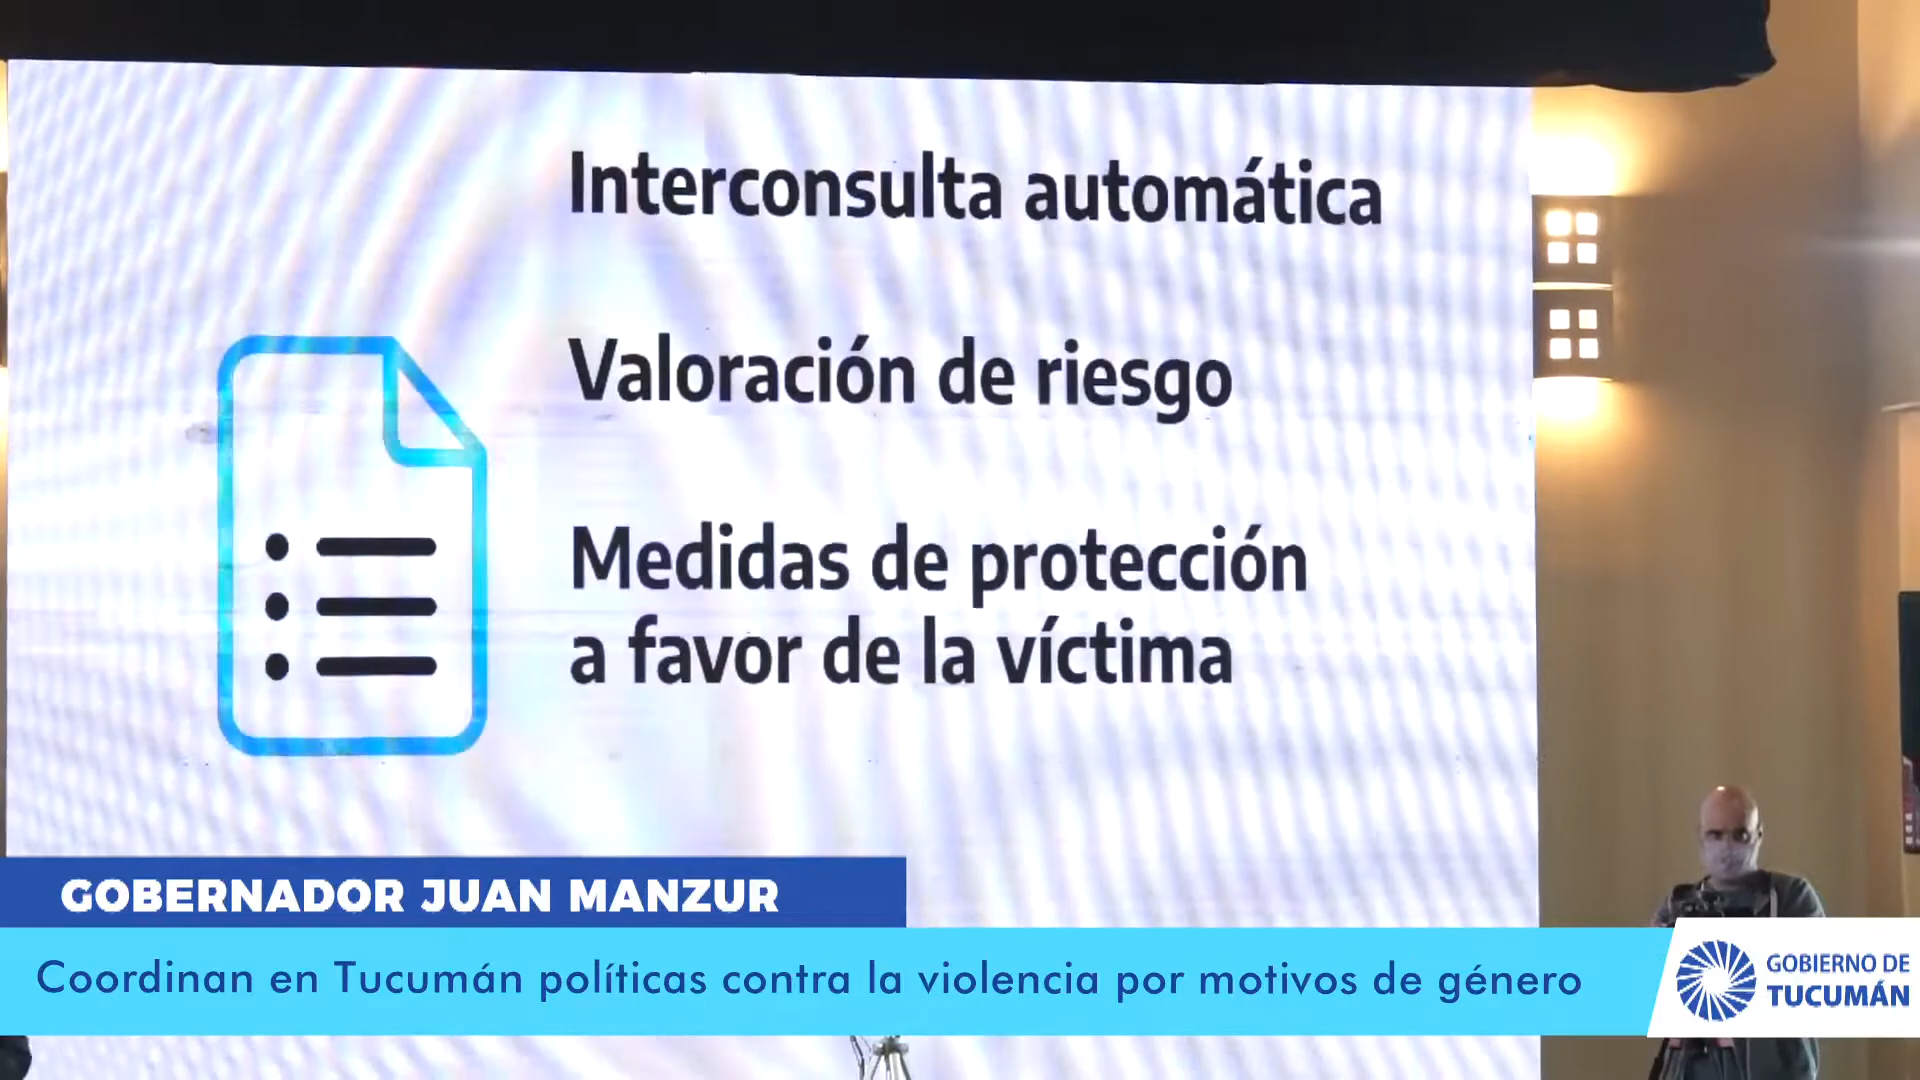 Interconsulta automática
Valoración de riesgo
Medidas de protección
a favor de la víctima
GOBERNADOR JUAN MANZUR
Coordinan en Tucumán políticas contra la violencia por motivos de género
GOBIERNO DE
TUCUMÁN